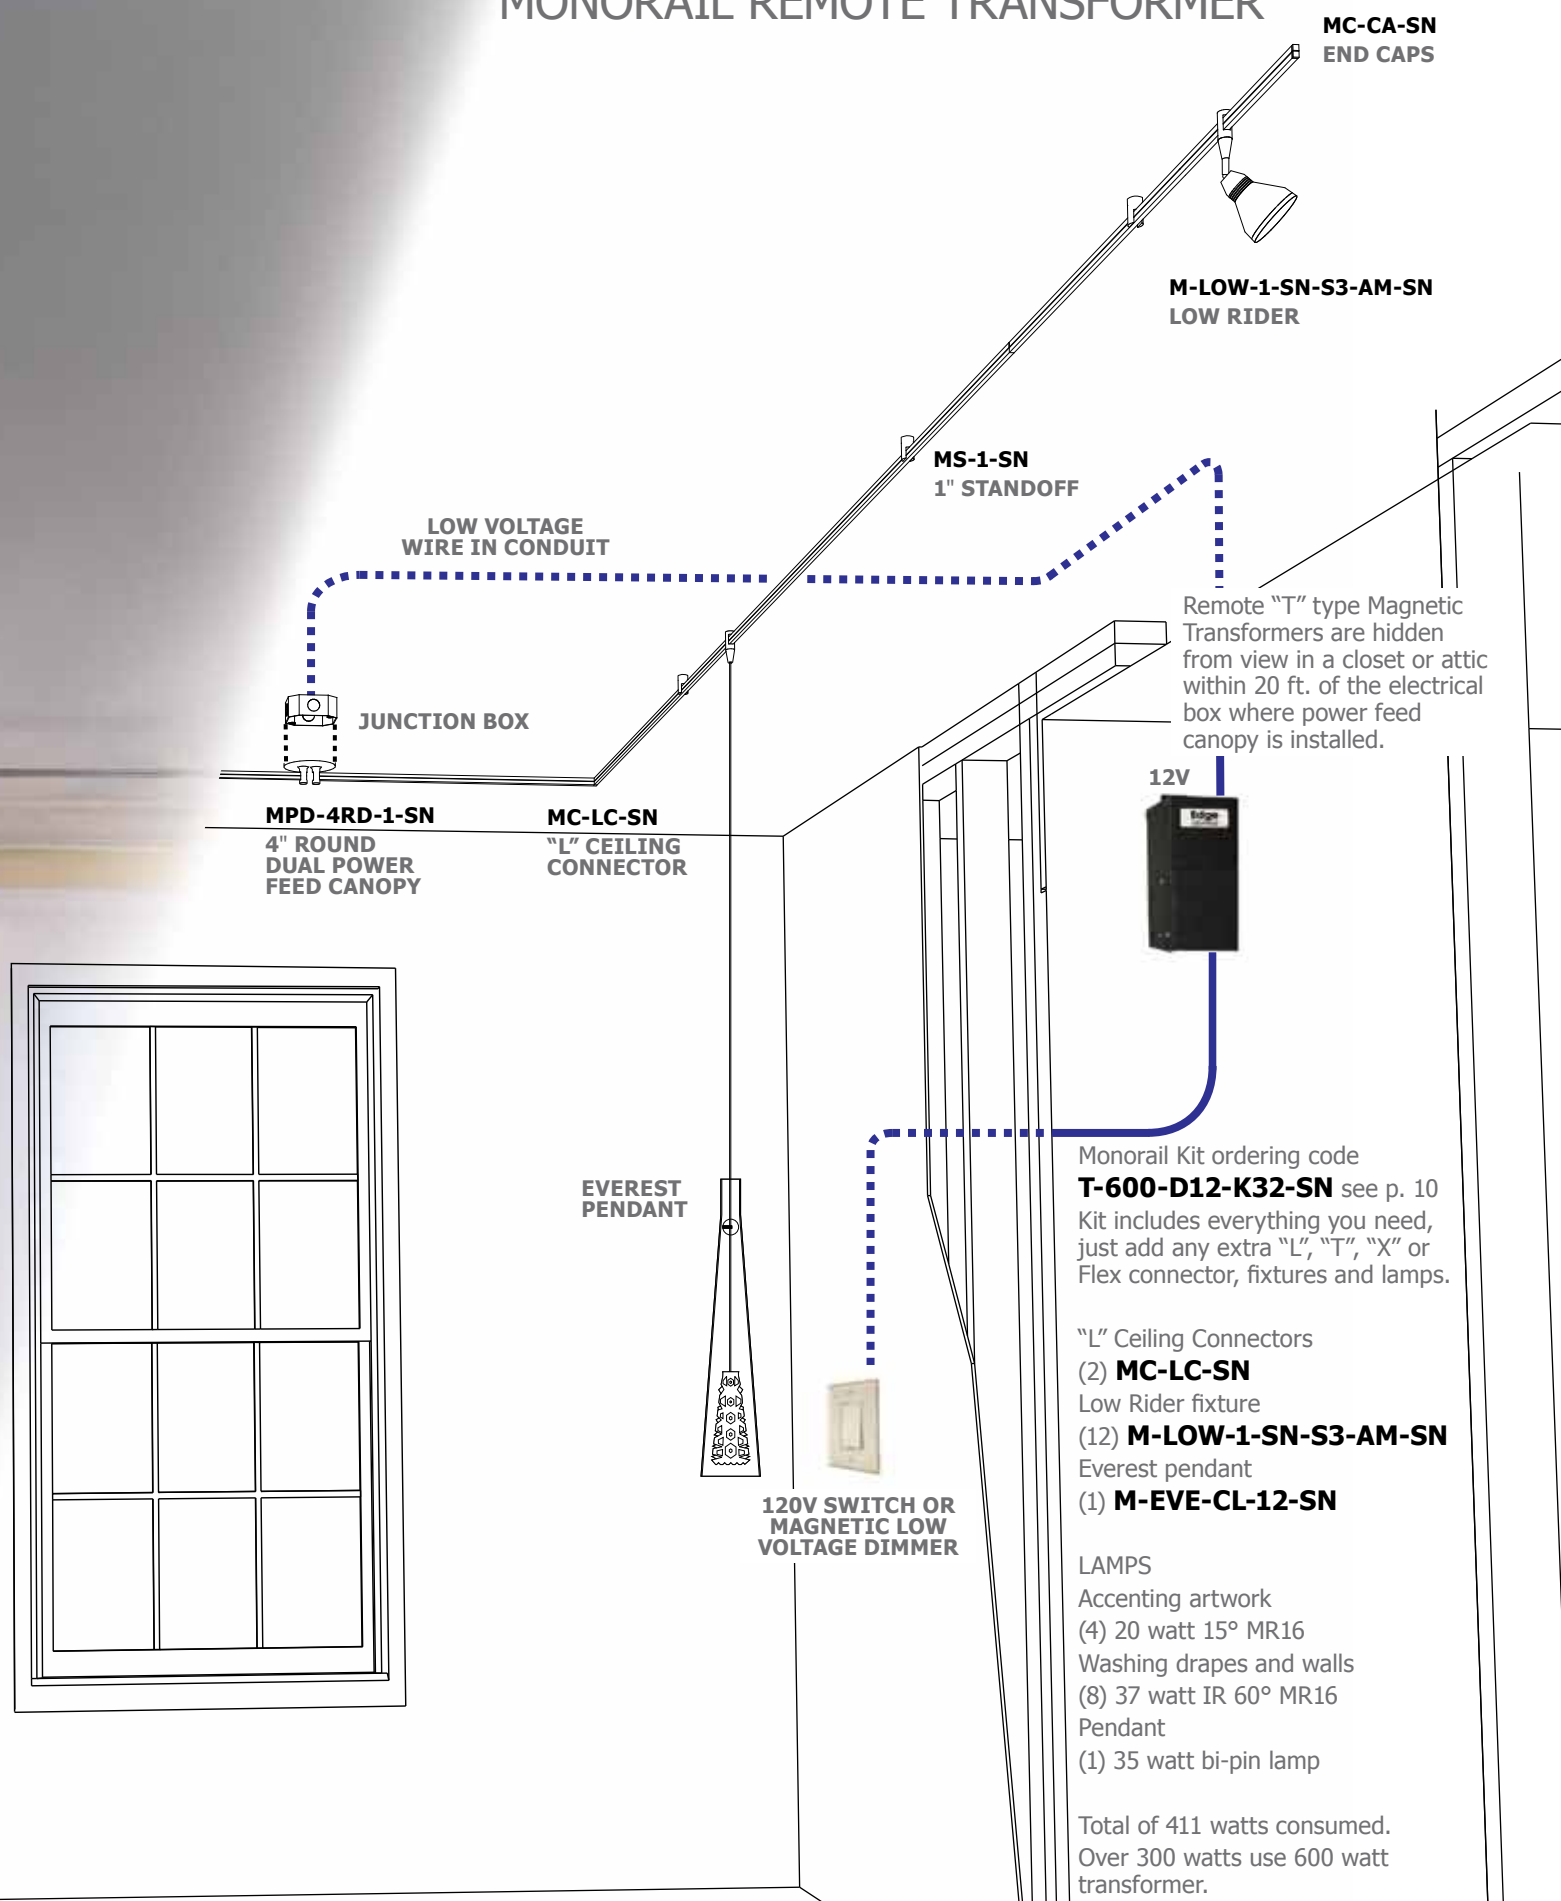 MONORAIL REMOTE TRANSFORMER
MC-CA-SN
END CAPS
M-LOW-1-SN-S3-AM-SN
LOW RIDER
MS-1-SN
1" STANDOFF
LOW VOLTAGE
WIRE IN CONDUIT
Remote “T” type Magnetic
Transformers are hidden
from view in a closet or attic
within 20 ft. of the electrical
box where power feed
canopy is installed.
JUNCTION BOX
12V
Edge
MPD-4RD-1-SN
4" ROUND
DUAL POWER
FEED CANOPY
MC-LC-SN
“L” CEILING
CONNECTOR
EVEREST
PENDANT
120V SWITCH OR
MAGNETIC LOW
VOLTAGE DIMMER
Monorail Kit ordering code
T-600-D12-K32-SN see p. 10
Kit includes everything you need,
just add any extra “L”, “T”, “X” or
Flex connector, fixtures and lamps.
“L” Ceiling Connectors
(2) MC-LC-SN
Low Rider fixture
(12) M-LOW-1-SN-S3-AM-SN
Everest pendant
(1) M-EVE-CL-12-SN
LAMPS
Accenting artwork
(4) 20 watt 15° MR16
Washing drapes and walls
(8) 37 watt IR 60° MR16
Pendant
(1) 35 watt bi-pin lamp
Total of 411 watts consumed.
Over 300 watts use 600 watt
transformer.